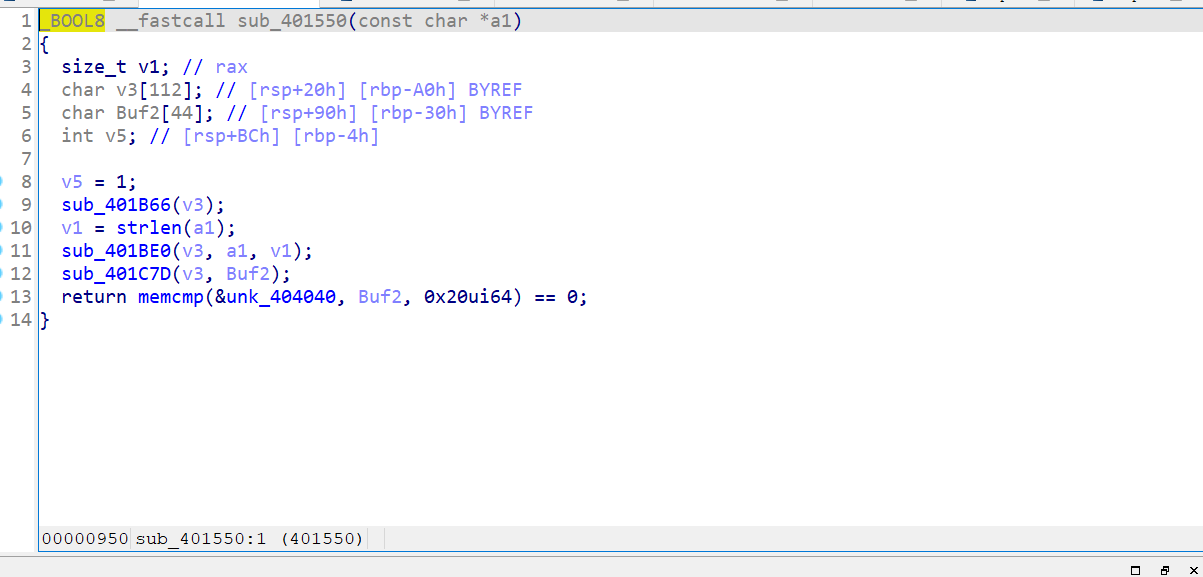 1 _BOOL8 __fastcall sub_401550(const char *a1)
2 {
3   size_t v1; // rax
4   char v3[112]; // [rsp+20h] [rbp-A0h] BYREF
5   char Buf2[44]; // [rsp+90h] [rbp-30h] BYREF
6   int v5; // [rsp+BCh] [rbp-4h]
7
8   v5 = 1;
9   sub_401B66(v3);
10   v1 = strlen(a1);
11   sub_401BE0(v3, a1, v1);
12   sub_401C7D(v3, Buf2);
13   return memcmp(&unk_404040, Buf2, 0x20ui64) == 0;
14 }
00000950 sub_401550:1 (401550)